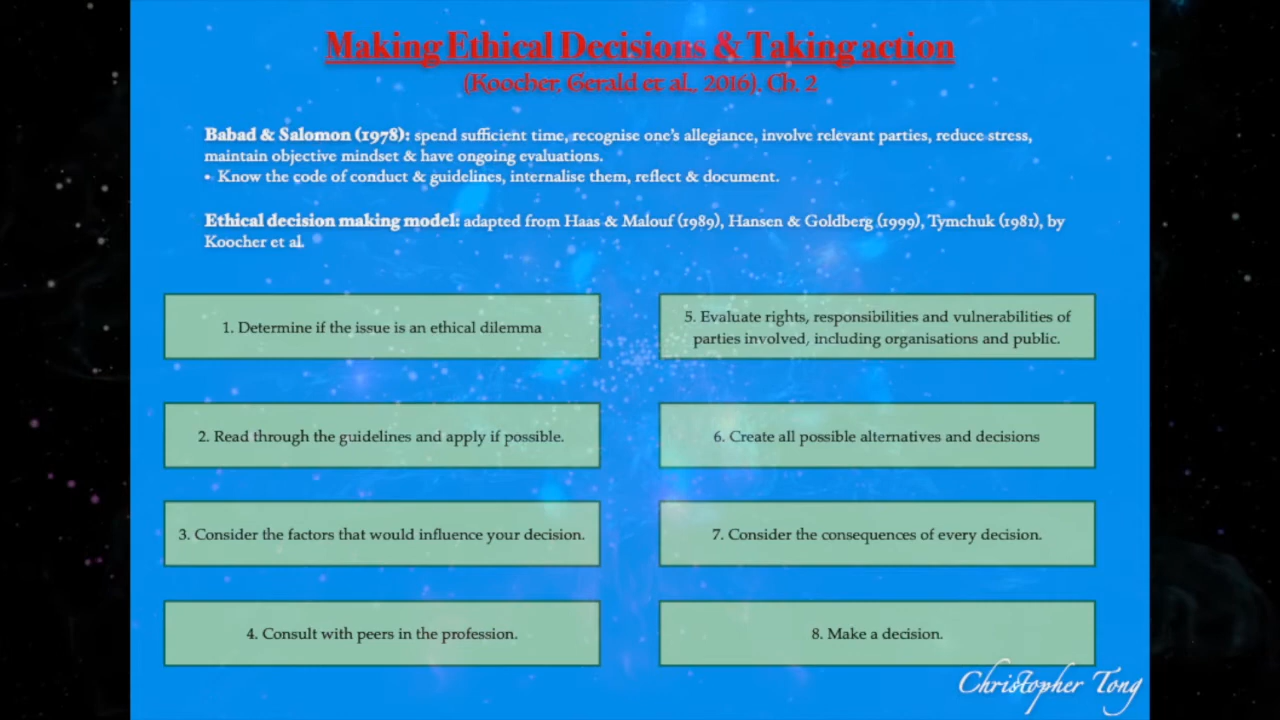 Making Ethical Decisions & Taking action
(Koocher, Gerald et al., 2016), Ch. 2
Babad & Salomon (1978): spend sufficient time, recognise one's allegiance, involve relevant parties, reduce stress,
maintain objective mindset & have ongoing evaluations.
• Know the code of conduct & guidelines, internalise them, reflect & document.
Ethical decision making model: adapted from Haas & Malouf (1989), Hansen & Goldberg (1999), Tymchuk (1981), by
Koocher et al.
1. Determine if the issue is an ethical dilemma
2. Read through the guidelines and apply if possible.
3. Consider the factors that would influence your decision.
4. Consult with peers in the profession.
5. Evaluate rights, responsibilities and vulnerabilities of
parties involved, including organisations and public.
6. Create all possible alternatives and decisions
7. Consider the consequences of every decision.
8. Make a decision.
Christopher Tong